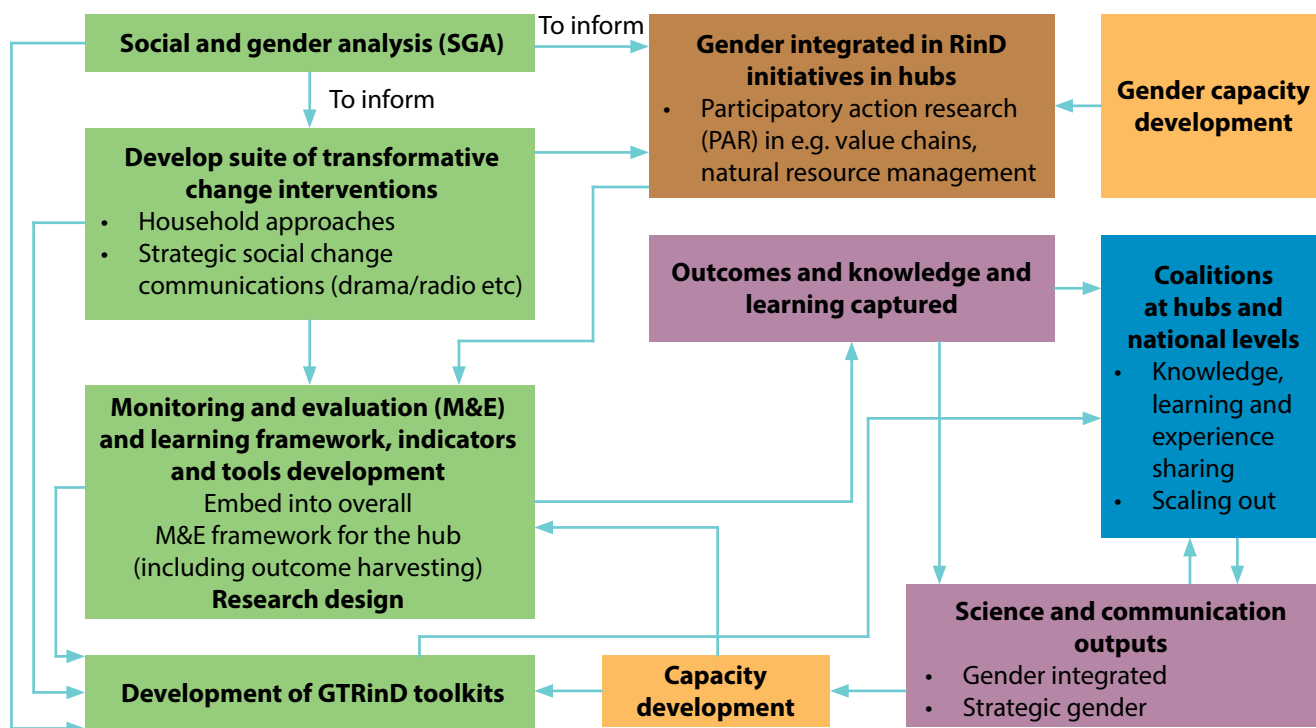 Social and gender analysis (SGA)
To inform
To inform
Gender integrated in RinD
initiatives in hubs
• Participatory action research
(PAR) in e.g. value chains,
natural resource management
Gender capacity
development
Develop suite of transformative
change interventions
• Household approaches
• Strategic social change
communications (drama/radio etc)
Outcomes and knowledge and
learning captured
Coalitions
at hubs and
national levels
• Knowledge,
learning and
experience
sharing
• Scaling out
Monitoring and evaluation (M&E)
and learning framework, indicators
and tools development
Embed into overall
M&E framework for the hub
(including outcome harvesting)
Research design
Science and communication
outputs
• Gender integrated
• Strategic gender
Development of GTRinD toolkits
Capacity
development